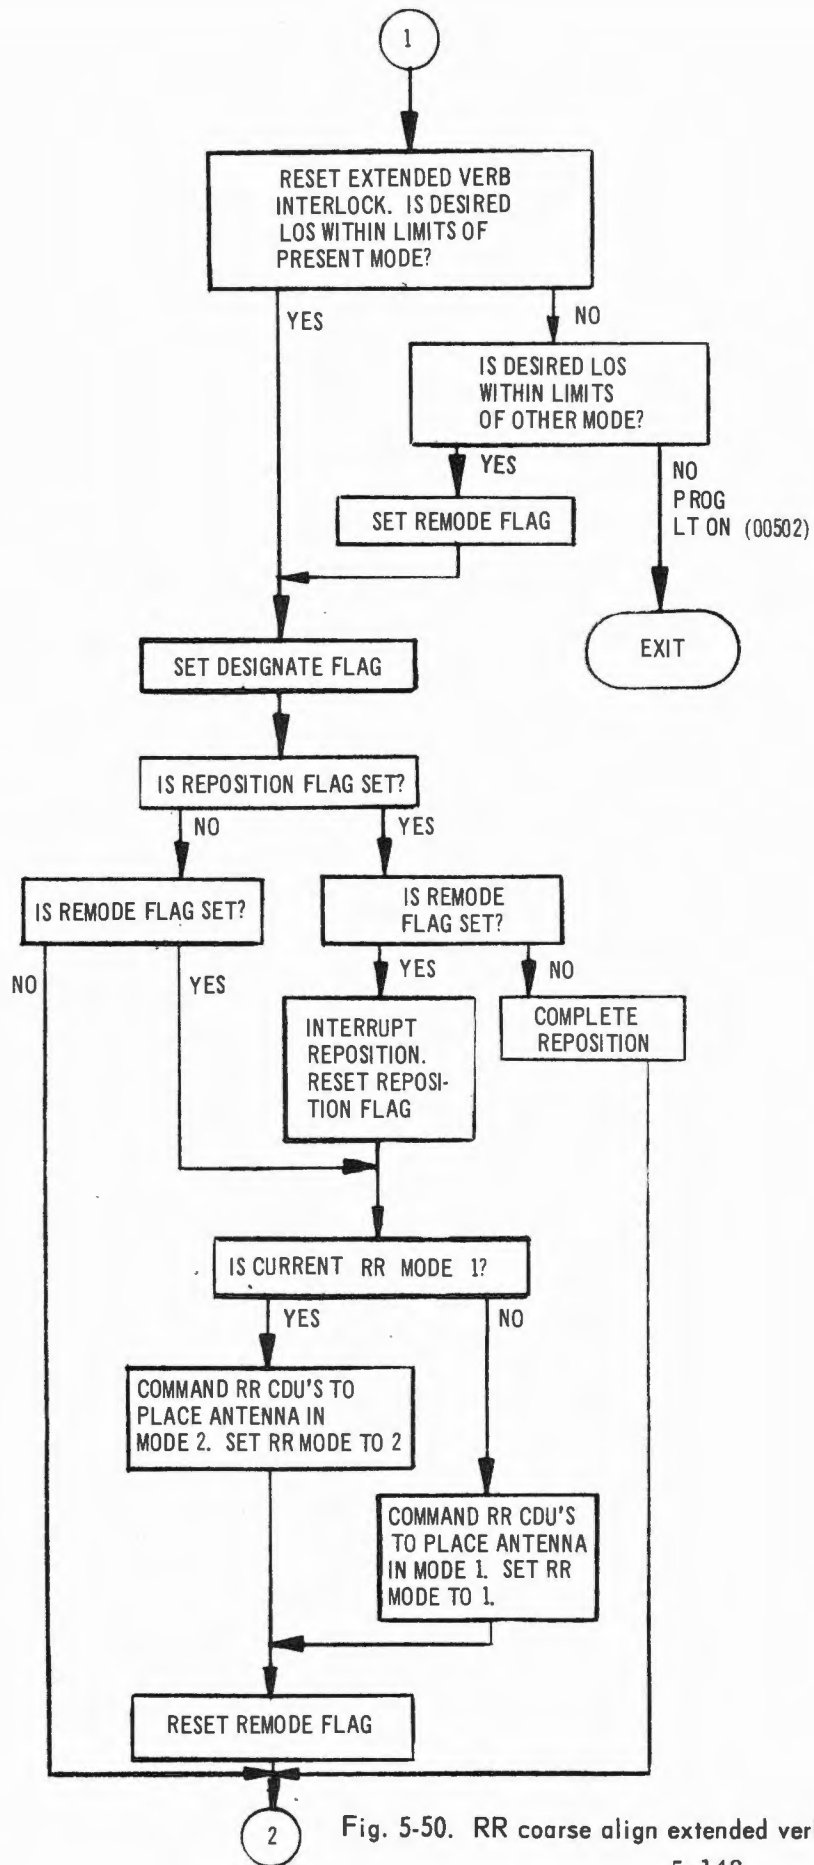 1
RESET EXTENDED VERB
INTERLOCK. IS DESIRED
LOS WITHIN LIMITS OF
PRESENT MODE?
YES
NO
IS DESIRED LOS
WITHIN LIMITS
OF OTHER MODE?
YES
NO
PROG
LT ON (00502)
SET REMODE FLAG
EXIT
SET DESIGNATE FLAG
IS REPOSITION FLAG SET?
NO
YES
IS REMODE FLAG SET?
IS REMODE
FLAG SET?
NO
YES
YES
NO
INTERRUPT
REPOSITION.
RESET REPOSI-
TION FLAG
COMPLETE
REPOSITION
IS CURRENT RR MODE 1?
YES
NO
COMMAND RR CDU'S TO
PLACE ANTENNA IN
MODE 2. SET RR MODE TO 2
COMMAND RR CDU'S
TO PLACE ANTENNA
IN MODE 1. SET RR
MODE TO 1.
RESET REMODE FLAG
2
Fig. 5-50. RR coarse align extended ver